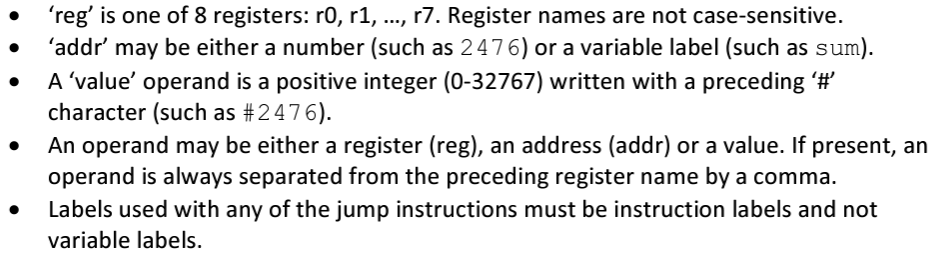 • ‘reg’ is one of 8 registers: r0, r1, …, r7. Register names are not case-sensitive.
• ‘addr’ may be either a number (such as 2476) or a variable label (such as sum).
• A ‘value’ operand is a positive integer (0-32767) written with a preceding ‘#’
character (such as #2476).
• An operand may be either a register (reg), an address (addr) or a value. If present, an
operand is always separated from the preceding register name by a comma.
• Labels used with any of the jump instructions must be instruction labels and not
variable labels.